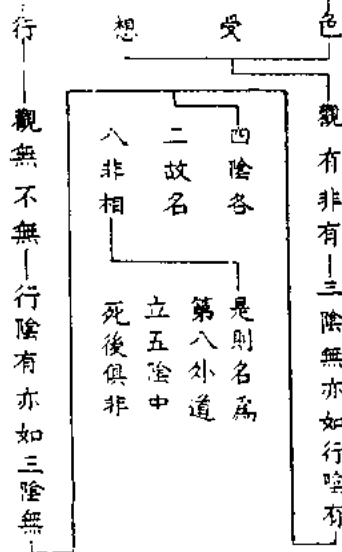 色
受
想
行
觀有非有
三陰無亦如行陰有
觀無不無
行陰有亦如三陰無
四陰各
二故名
八非相
是則名爲
第八外道
立五陰中
死後俱非